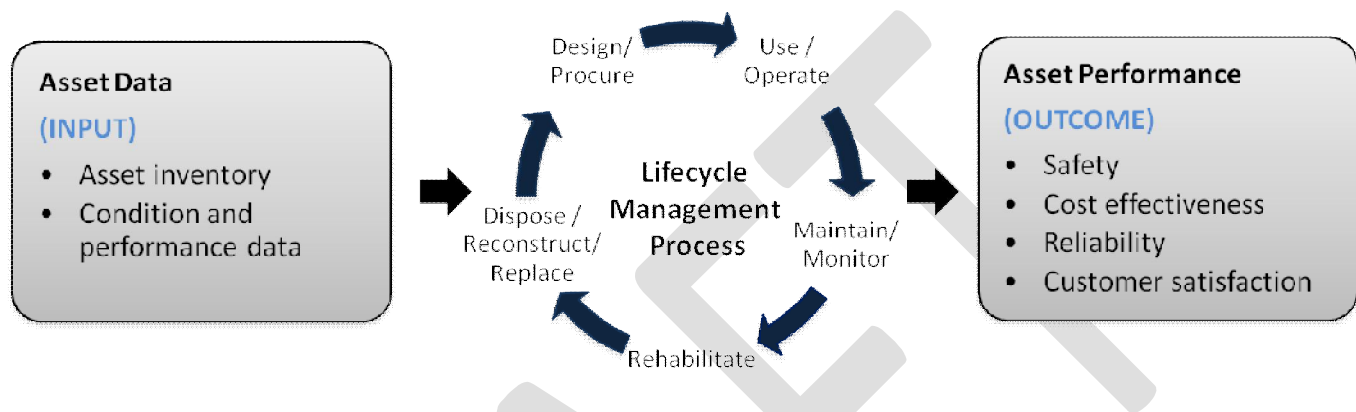 Asset Data
(INPUT)
• Asset inventory
• Condition and
performance data
Design/
Procure
Use /
Operate
Lifecycle
Management
Process
Maintain/
Monitor
Rehabilitate
Dispose /
Reconstruct/
Replace
Asset Performance
(OUTCOME)
• Safety
• Cost effectiveness
• Reliability
• Customer satisfaction